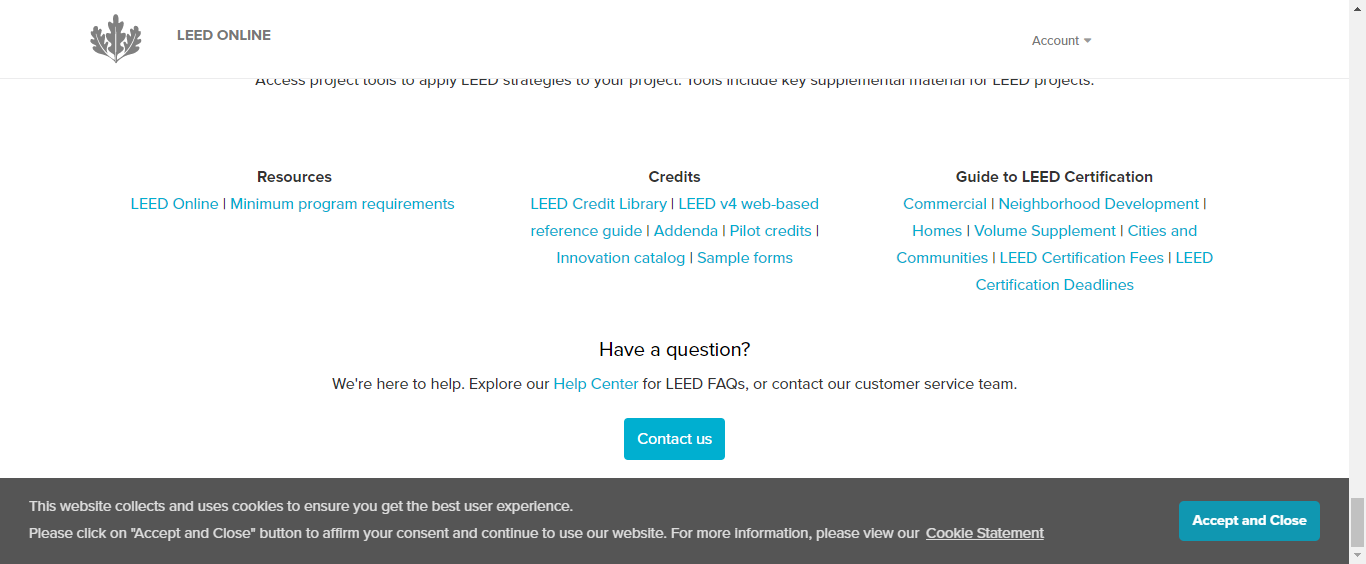 LEED ONLINE
Account
Access project tools to apply LEED strategies to your project. Tools include key supplemental material for LEED projects.
Resources
LEED Online | Minimum program requirements
Credits
LEED Credit Library | LEED v4 web-based
reference guide | Addenda | Pilot credits |
Innovation catalog | Sample forms
Guide to LEED Certification
Commercial | Neighborhood Development |
Homes | Volume Supplement | Cities and
Communities | LEED Certification Fees | LEED
Certification Deadlines
Have a question?
We're here to help. Explore our Help Center for LEED FAQs, or contact our customer service team.
Contact us
This website collects and uses cookies to ensure you get the best user experience.
Please click on "Accept and Close" button to affirm your consent and continue to use our website. For more information, please view our Cookie Statement
Accept and Close